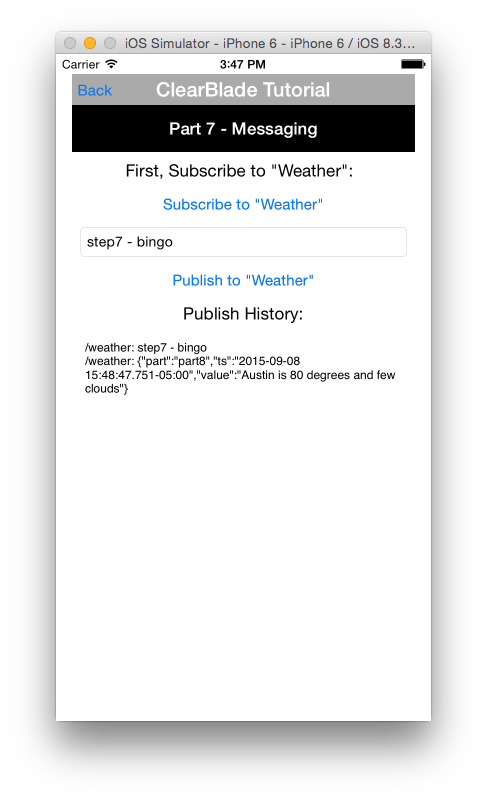 iOS Simulator - iPhone 6 - iPhone 6 / iOS 8.3...
Carrier 3:47 PM
Back ClearBlade Tutorial
Part 7 - Messaging
First, Subscribe to "Weather":
Subscribe to "Weather"
step7 - bingo
Publish to "Weather"
Publish History:
/weather: step7 - bingo
/weather: {"part":"part8","ts":"2015-09-08
15:48:47.751-05:00","value":"Austin is 80 degrees and few
clouds"}